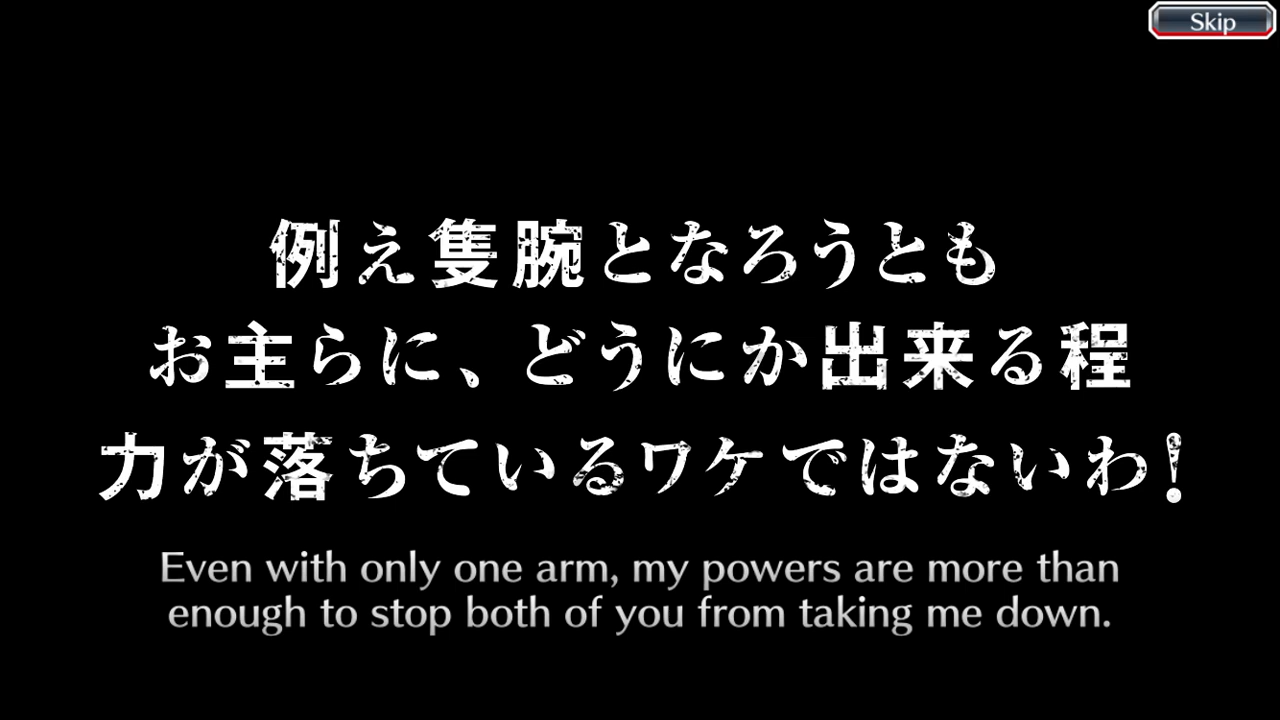 Skip
例え隻腕となろうとも
お主らに、どうにか出来る程
力が落ちているワケではないわ!
Even with only one arm, my powers are more than
enough to stop both of you from taking me down.